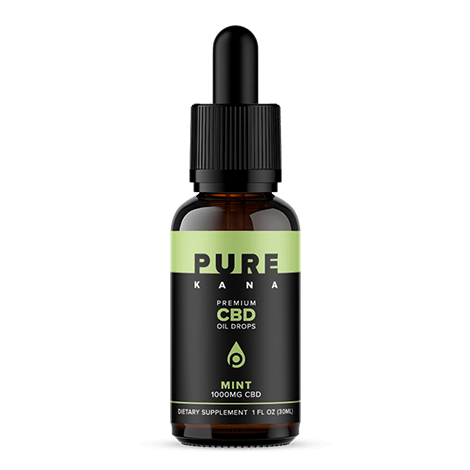 PURE
KANA
PREMIUM
CBD
OIL DROPS
MINT
1000MG CBD
DIETARY SUPPLEMENT 1 FL OZ (30ML)